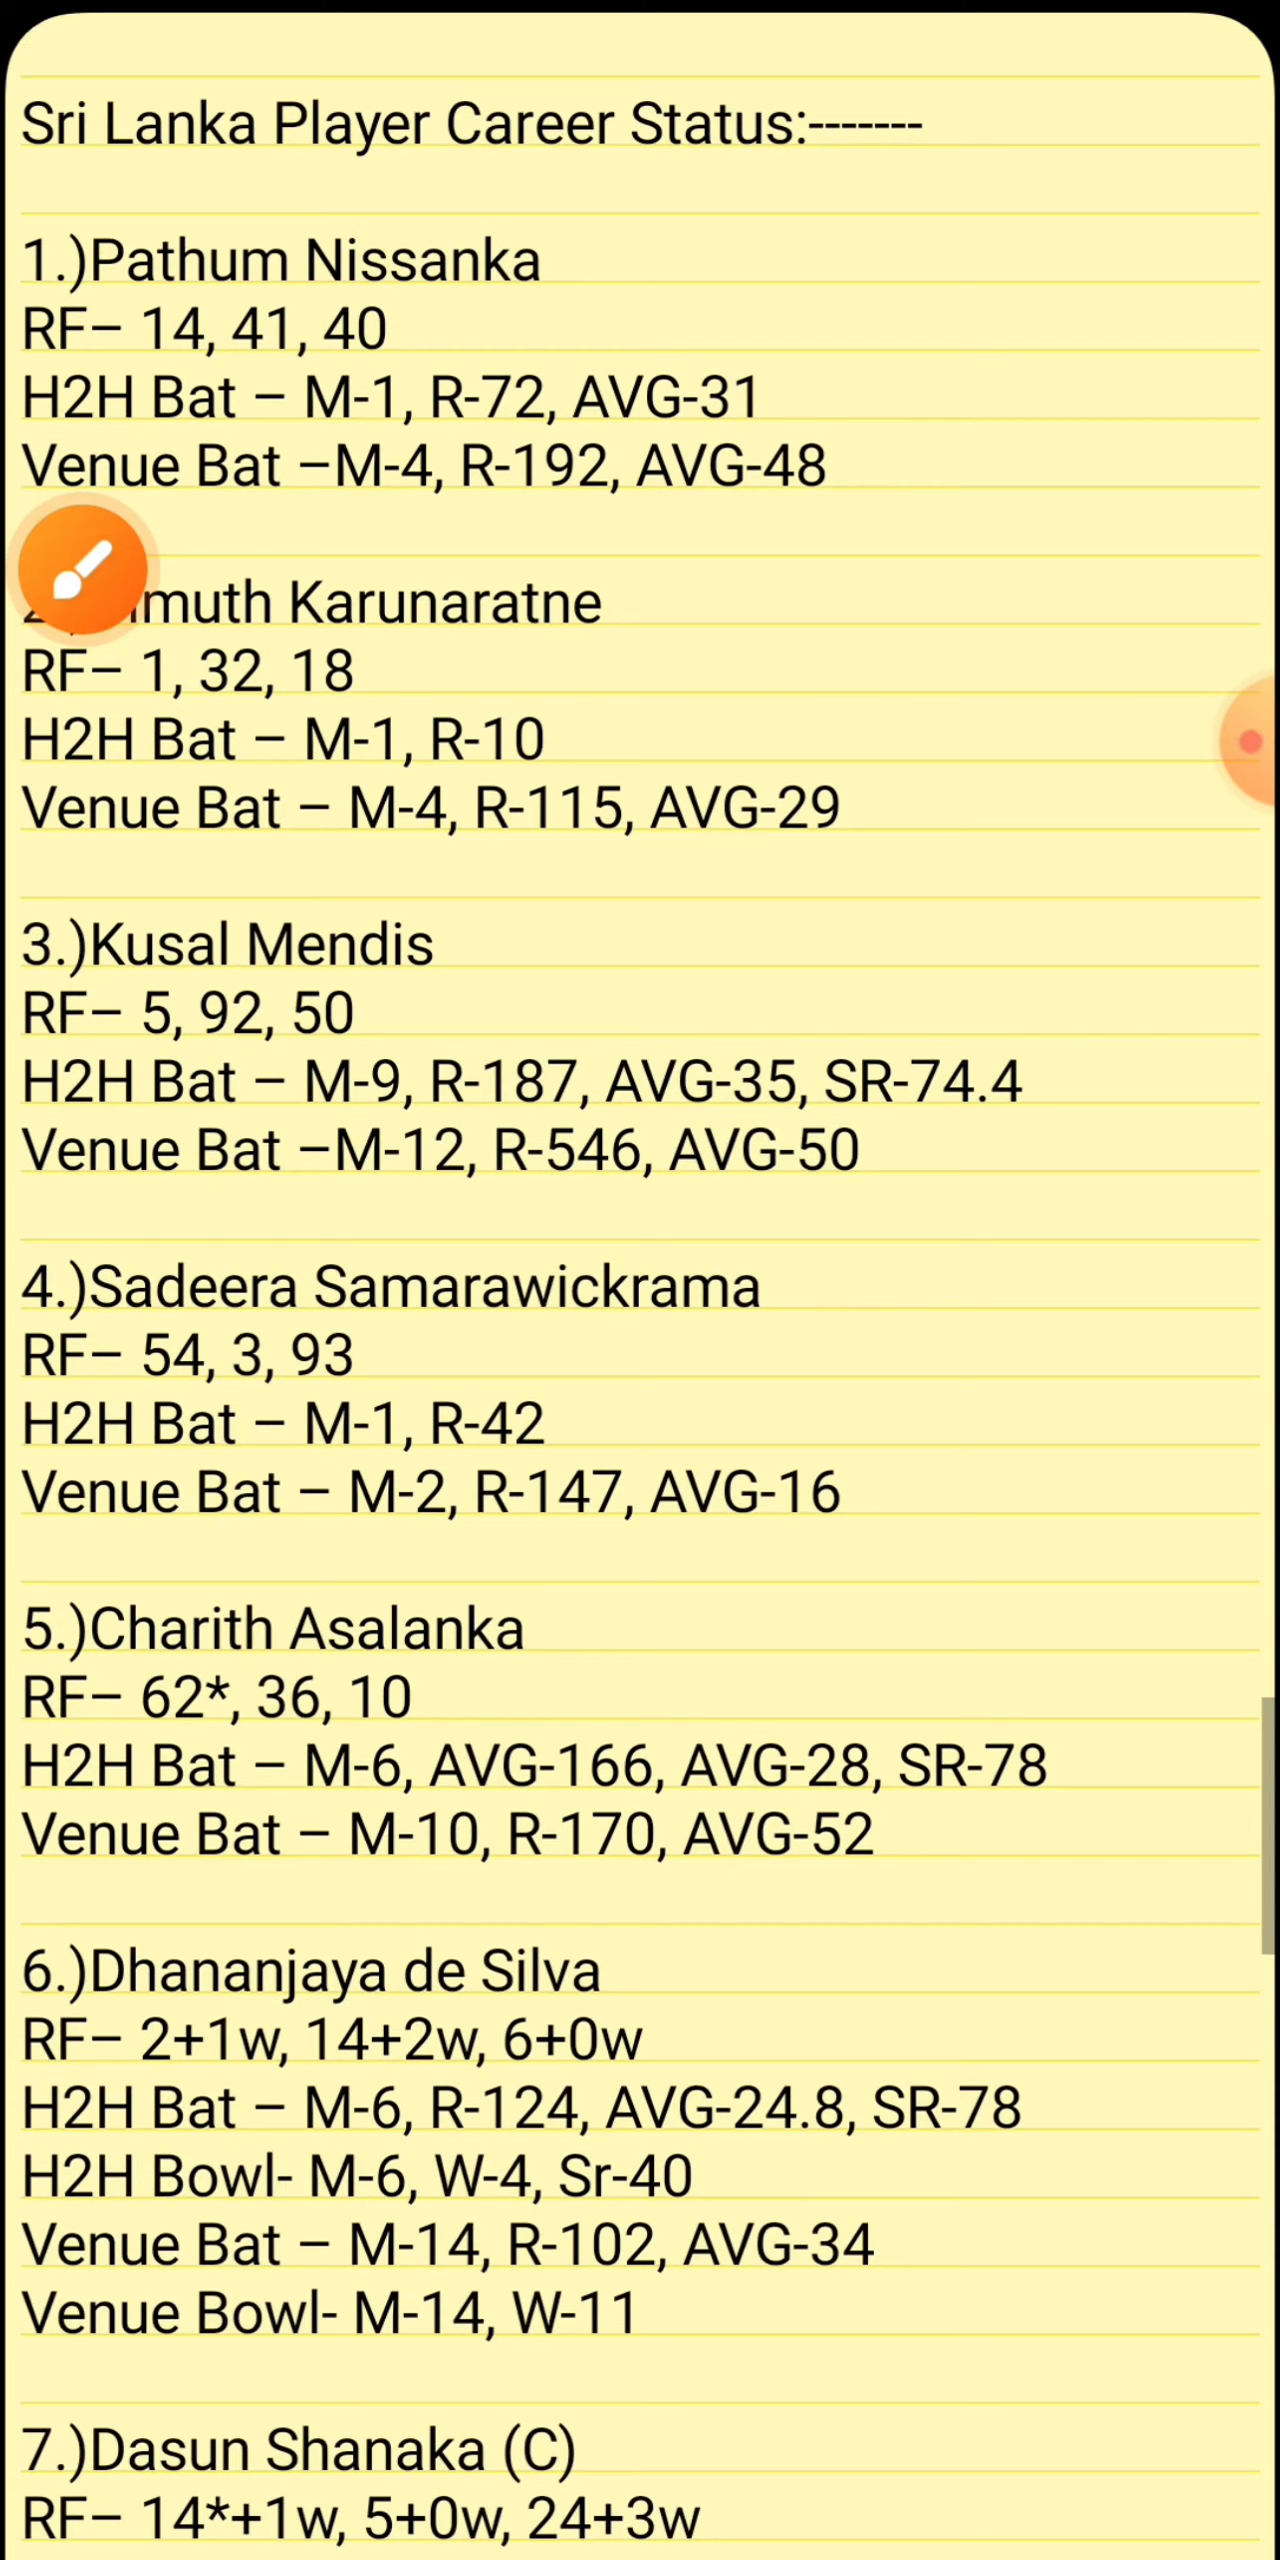 Sri Lanka Player Career Status:-------
1.)Pathum Nissanka
RF– 14, 41, 40
H2H Bat – M-1, R-72, AVG-31
Venue Bat –M-4, R-192, AVG-48
Karunaratne
RF– 1, 32, 18
H2H Bat – M-1, R-10
Venue Bat – M-4, R-115, AVG-29
3.)Kusal Mendis
RF– 5, 92, 50
H2H Bat – M-9, R-187, AVG-35, SR-74.4
Venue Bat –M-12, R-546, AVG-50
4.)Sadeera Samarawickrama
RF– 54, 3, 93
H2H Bat – M-1, R-42
Venue Bat – M-2, R-147, AVG-16
5.)Charith Asalanka
RF– 62*, 36, 10
H2H Bat – M-6, AVG-166, AVG-28, SR-78
Venue Bat – M-10, R-170, AVG-52
6.)Dhananjaya de Silva
RF– 2+1w, 14+2w, 6+0w
H2H Bat – M-6, R-124, AVG-24.8, SR-78
H2H Bowl- M-6, W-4, Sr-40
Venue Bat – M-14, R-102, AVG-34
Venue Bowl- M-14, W-11
7.)Dasun Shanaka (C)
RF– 14*+1w, 5+0w, 24+3w